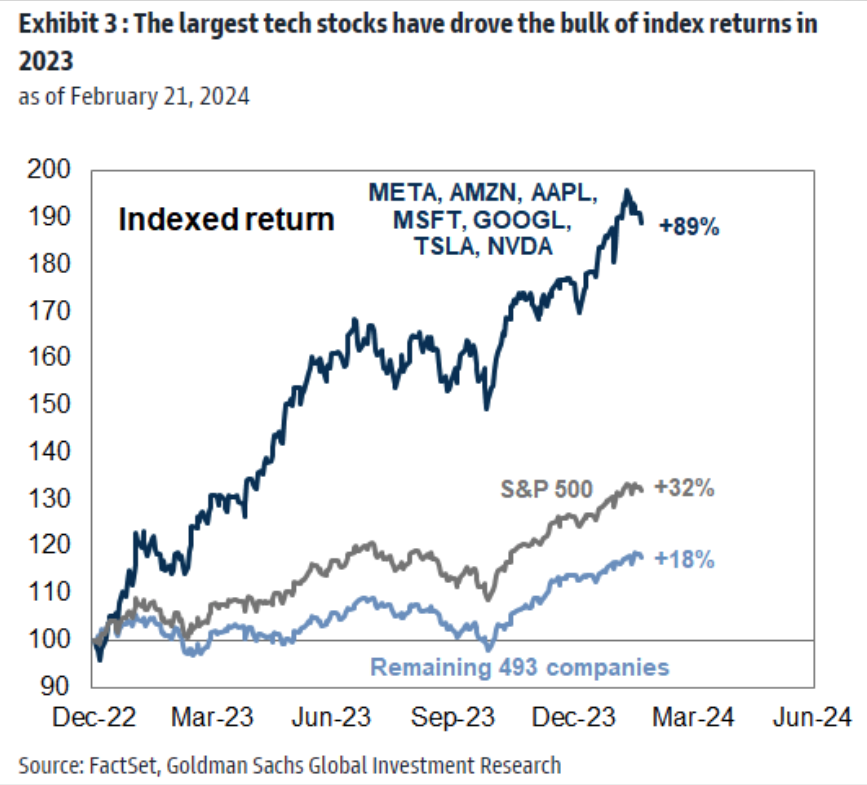 Exhibit 3 : The largest tech stocks have drove the bulk of index returns in
2023
as of February 21, 2024
200
190
180
170
160
150
140
130
120
110
100
90
Indexed return
META, AMZN, AAPL,
MSFT, GOOGL,
TSLA, NVDA
+89%
S&P 500
+32%
+18%
Remaining 493 companies
Dec-22 Mar-23 Jun-23 Sep-23 Dec-23 Mar-24 Jun-24
Source: FactSet, Goldman Sachs Global Investment Research